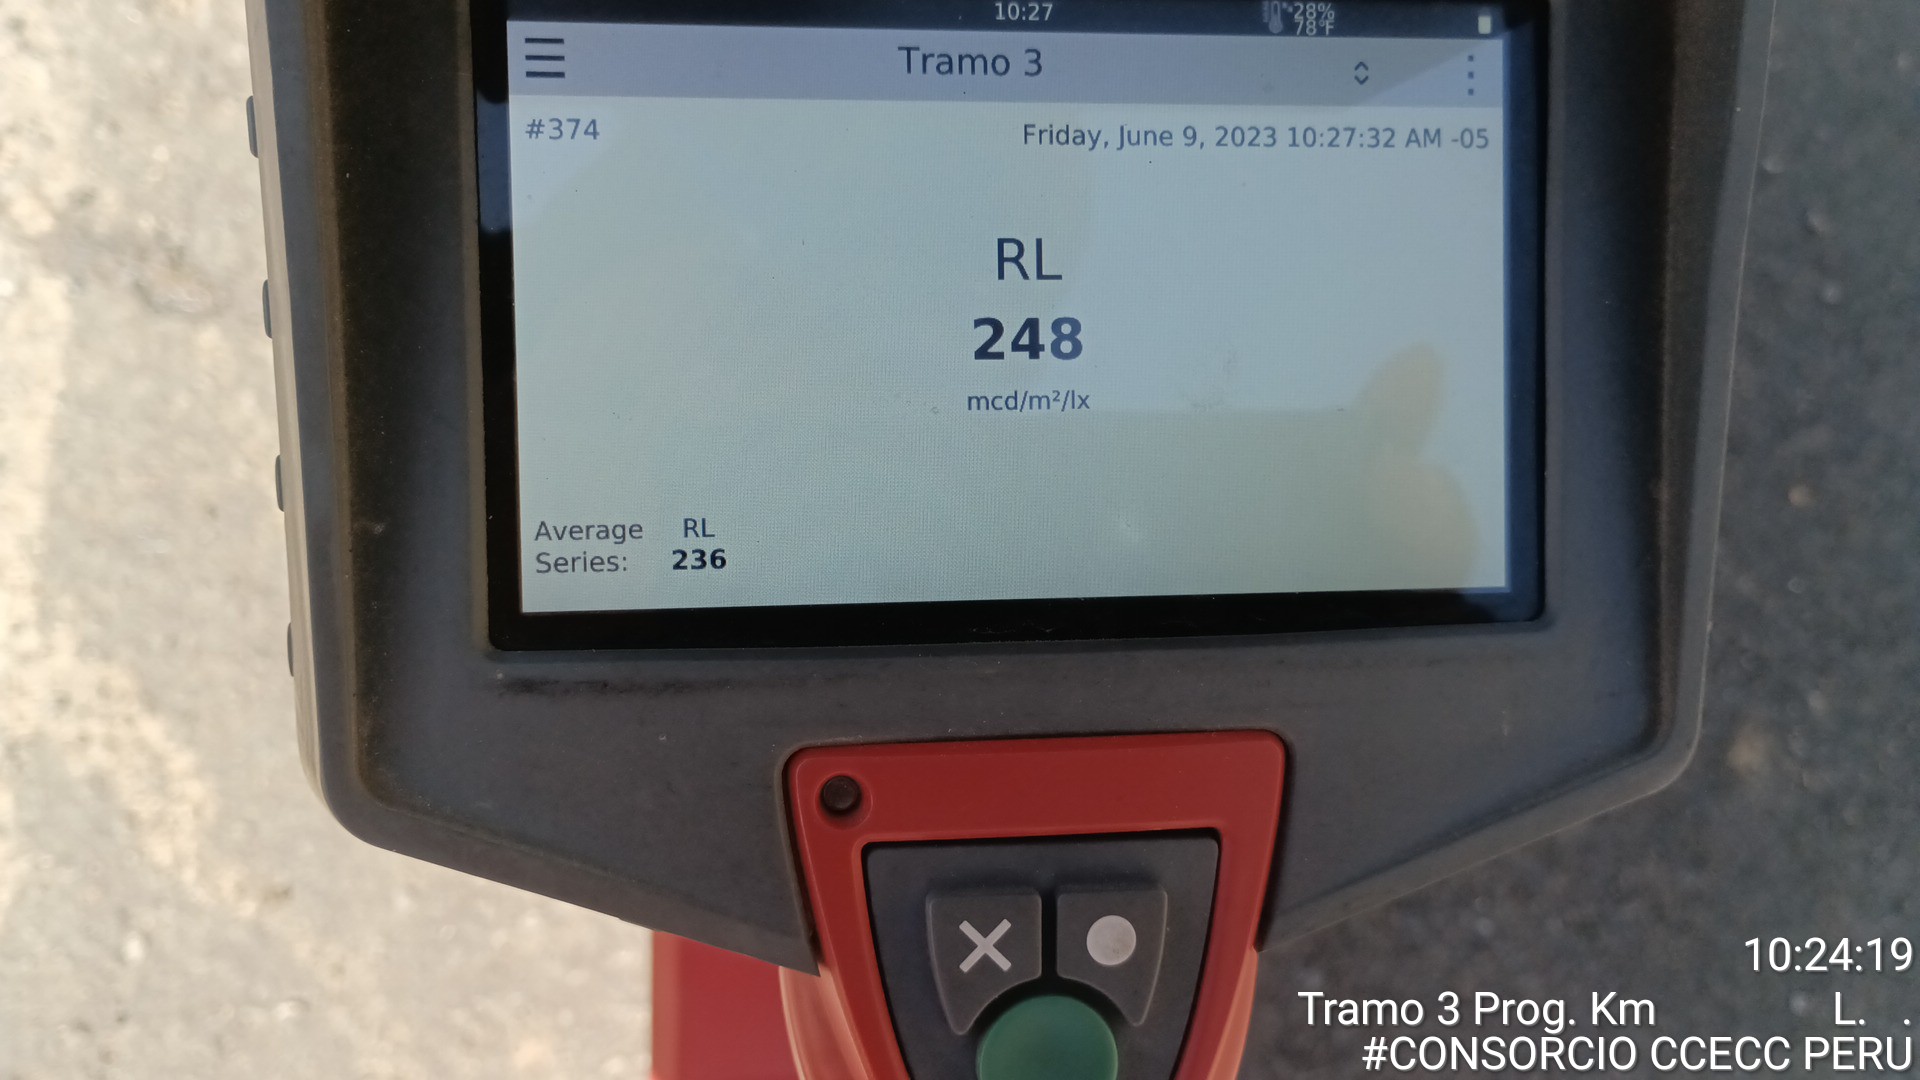 10:27
28%
78°F
Tramo 3
#374
Friday, June 9, 2023 10:27:32 AM -05
RL
248
mcd/m²/lx
Average RL
Series: 236
10:24:19
Tramo 3 Prog. Km L. .
#CONSORCIO CCECC PERU